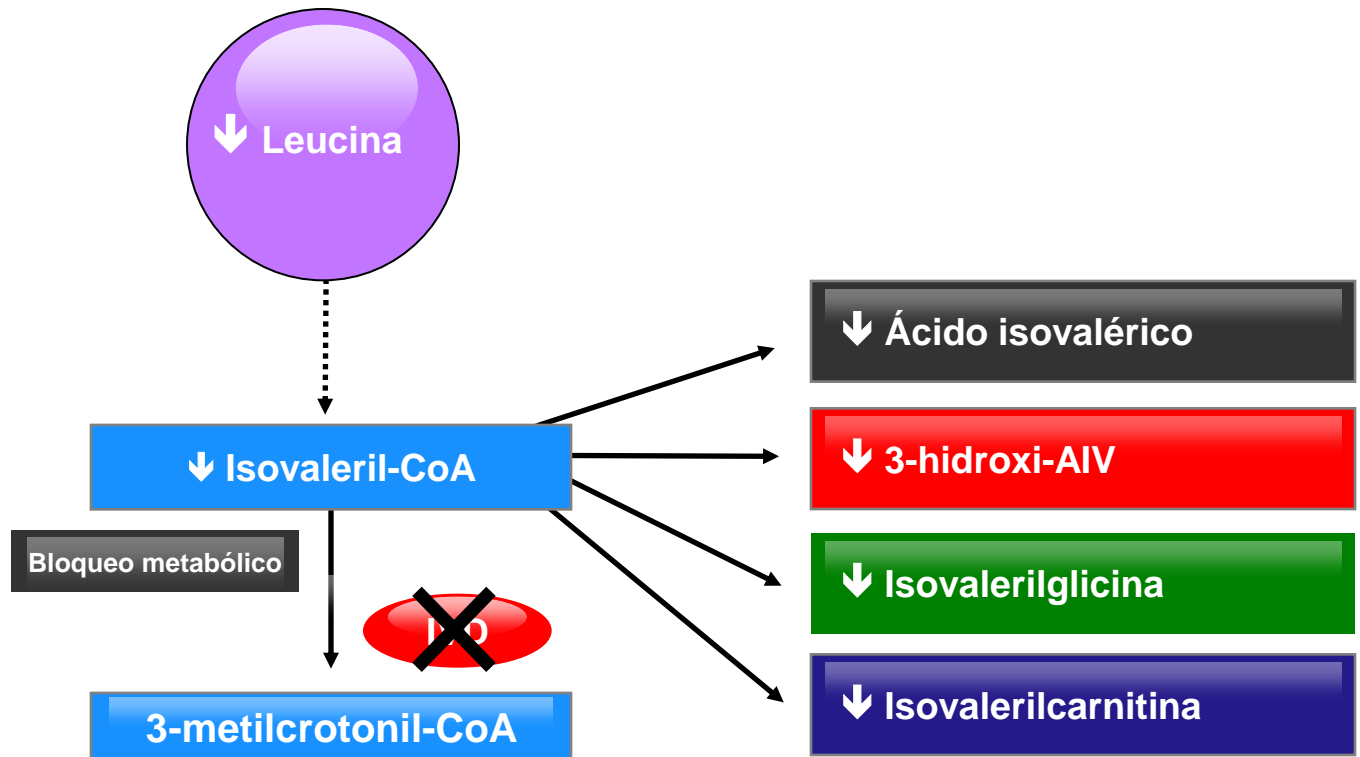 🡫 Leucina
🡫 Isovaleril-CoA
Bloqueo metabólico
3-metilcrotonil-CoA
🡫 Ácido isovalérico
🡫 3-hidroxi-AIV
🡫 Isovalerilglicina
🡫 Isovalerilcarnitina